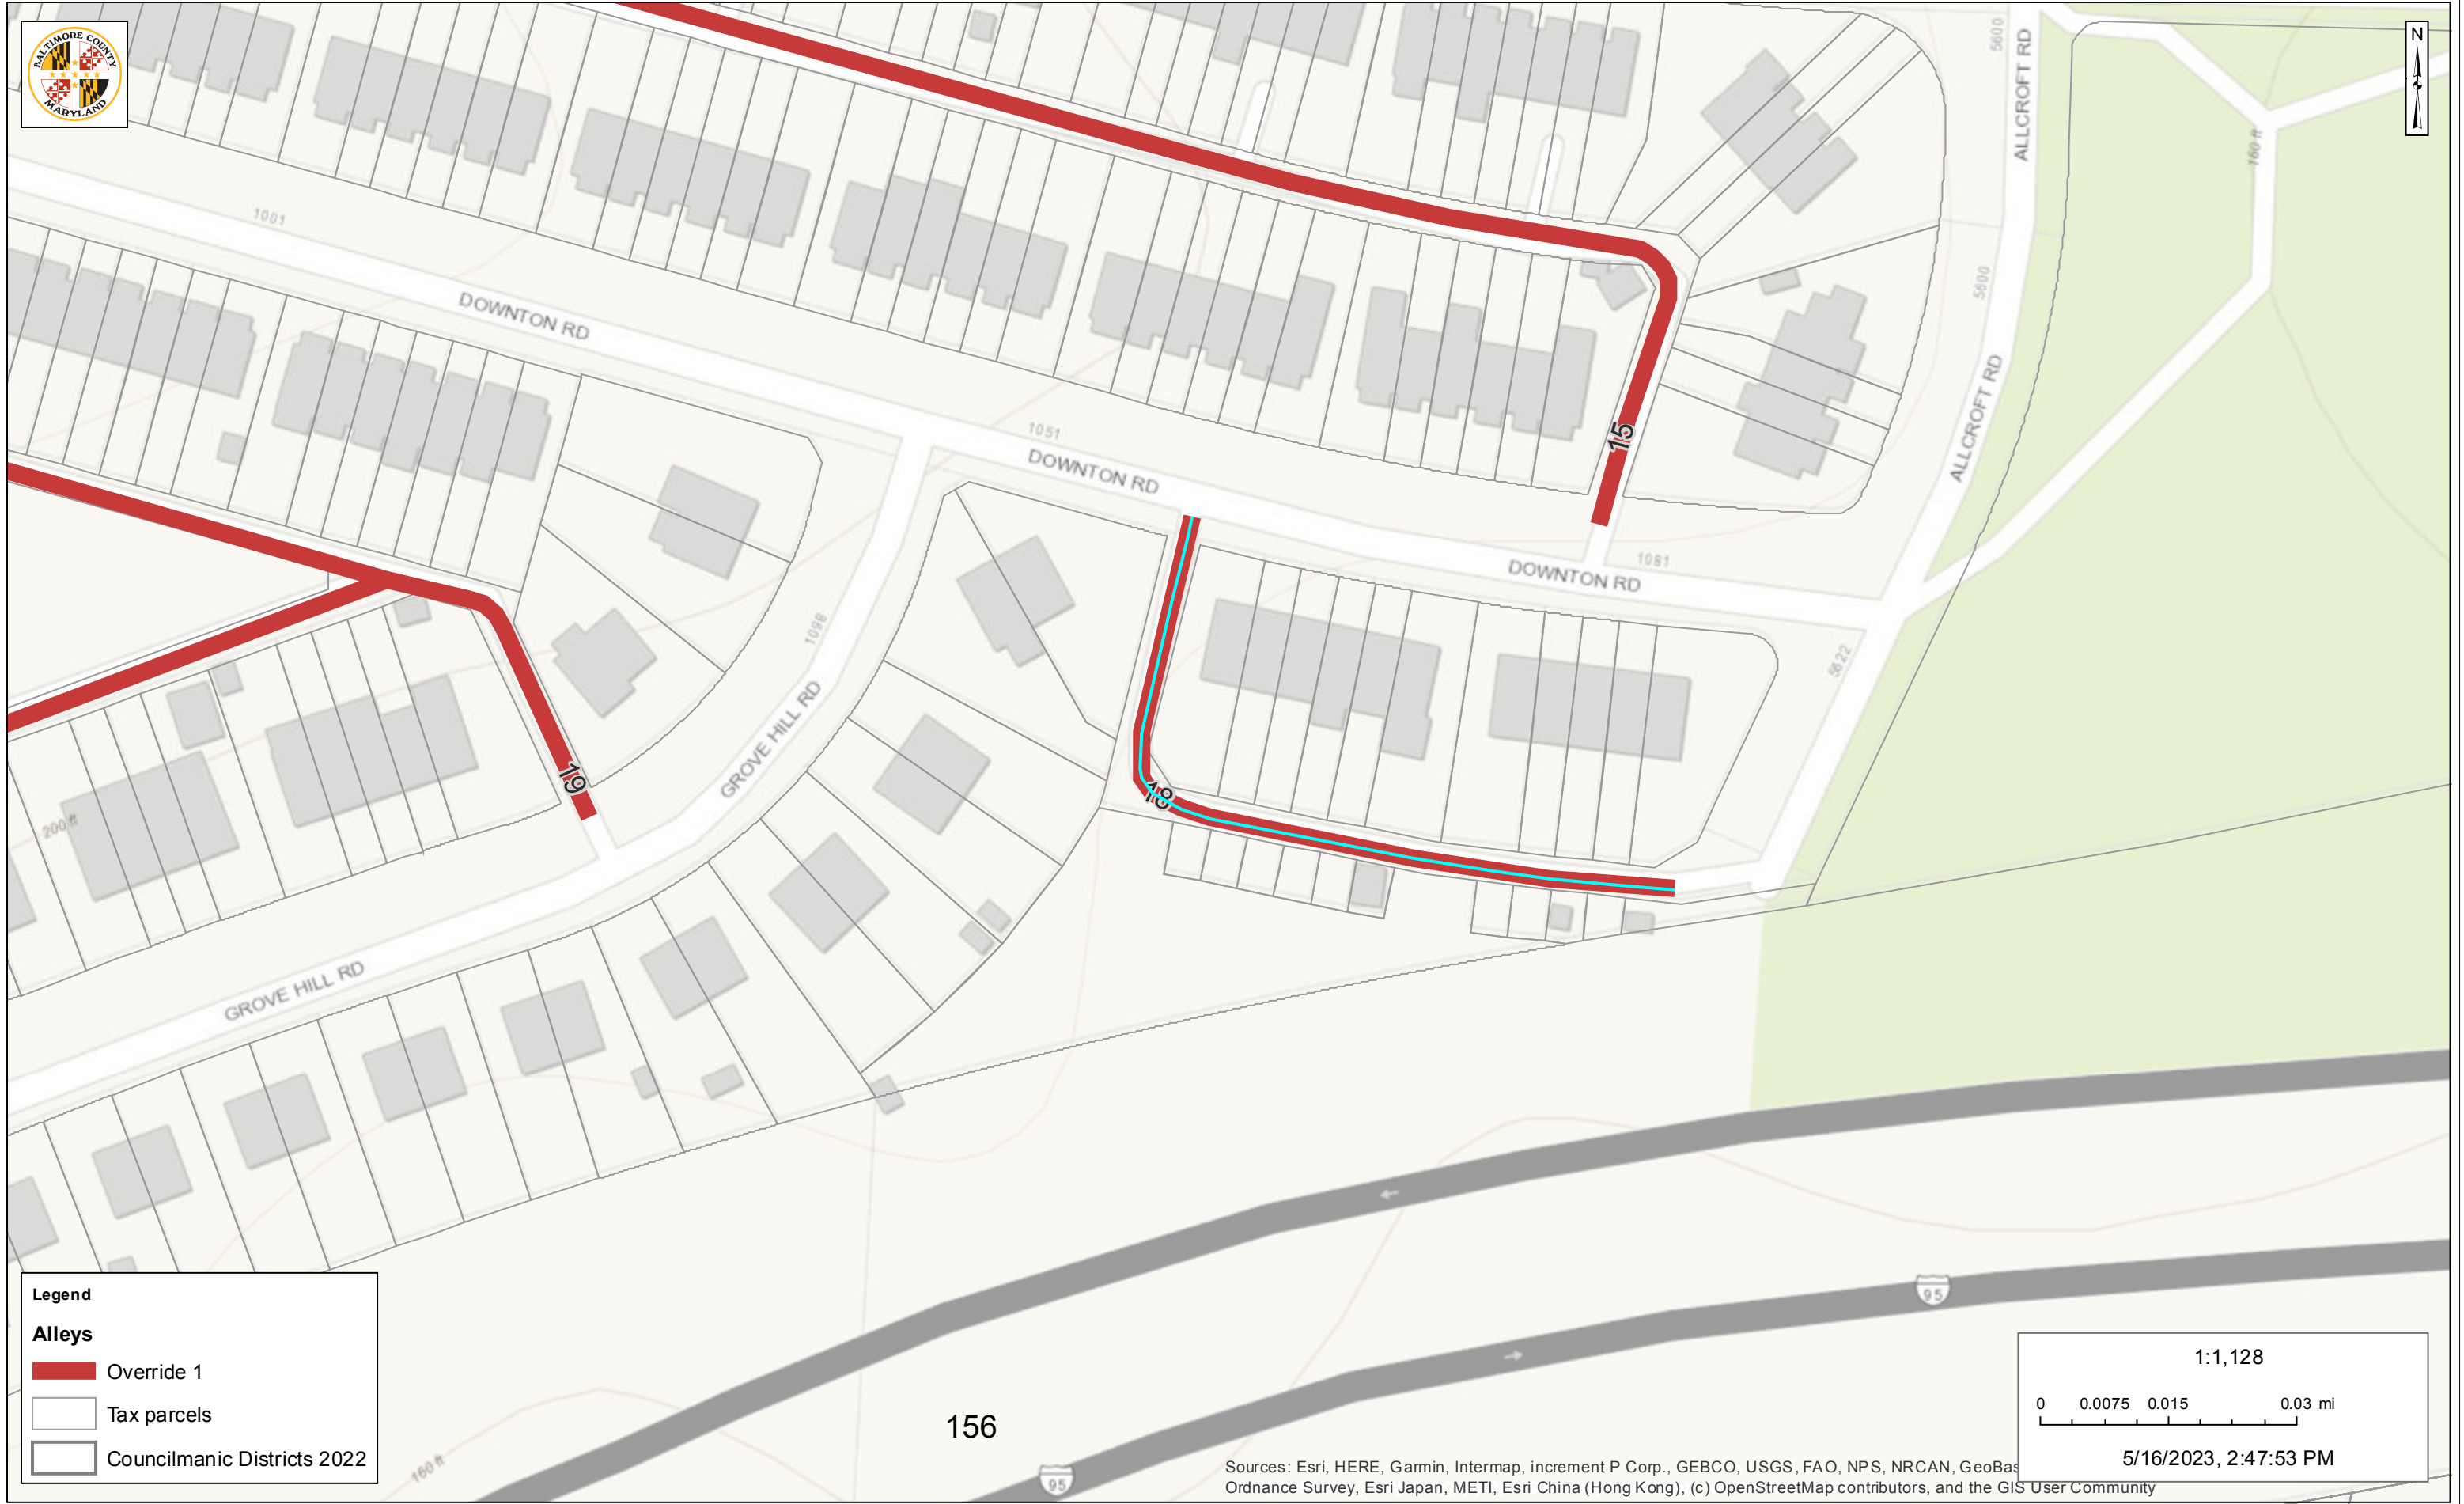 BALTIMORE COUNTY
MARYLAND
N
5600
ALLCROFT RD
160 ft
1001
DOWNTON RD
5600
1051
DOWNTON RD
15
ALLCROFT RD
1081
DOWNTON RD
1098
5622
GROVE HILL RD
19
18
200 ft
GROVE HILL RD
95
Legend
Alleys
Override 1
Tax parcels
Councilmanic Districts 2022
1:1,128
0 0.0075 0.015 0.03 mi
5/16/2023, 2:47:53 PM
156
160 ft
95
Sources: Esri, HERE, Garmin, Intermap, increment P Corp., GEBCO, USGS, FAO, NPS, NRCAN, GeoBas
Ordnance Survey, Esri Japan, METI, Esri China (Hong Kong), (c) OpenStreetMap contributors, and the GIS User Community